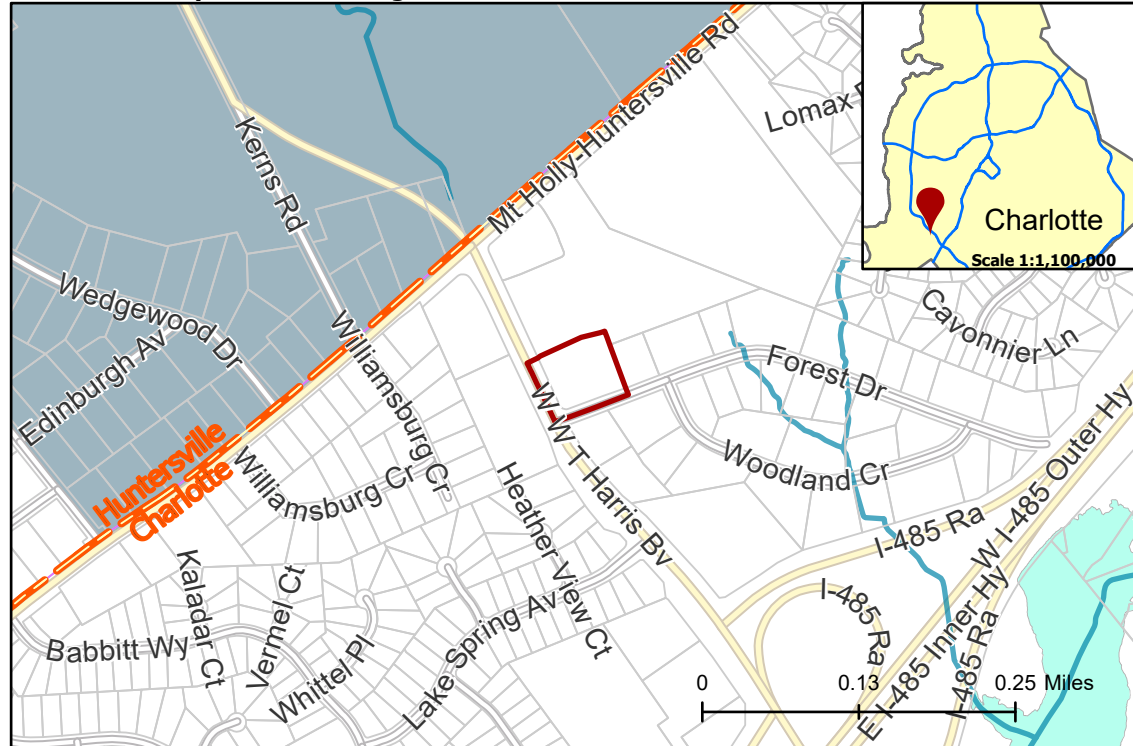 Mt Holly-Huntersville Rd
Lomax
Kerns Rd
Charlotte
Scale 1:1,100,000
Wedgewood Dr
Edinburgh Av
Williamsburg Cr
Cavonnier Ln
Forest Dr
Huntersville
Charlotte
Williamsburg Cr
W W T Harris Bv
Woodland Cr
Heather View Ct
I-485 Ra
W I-485 Outer Hy
Kaladar Ct
Vermel Ct
Babbitt Wy
Whittel Pl
Lake Spring Av
I-485 Ra
E I-485 Inner Hy
I-485 Ra
0 0.13 0.25 Miles